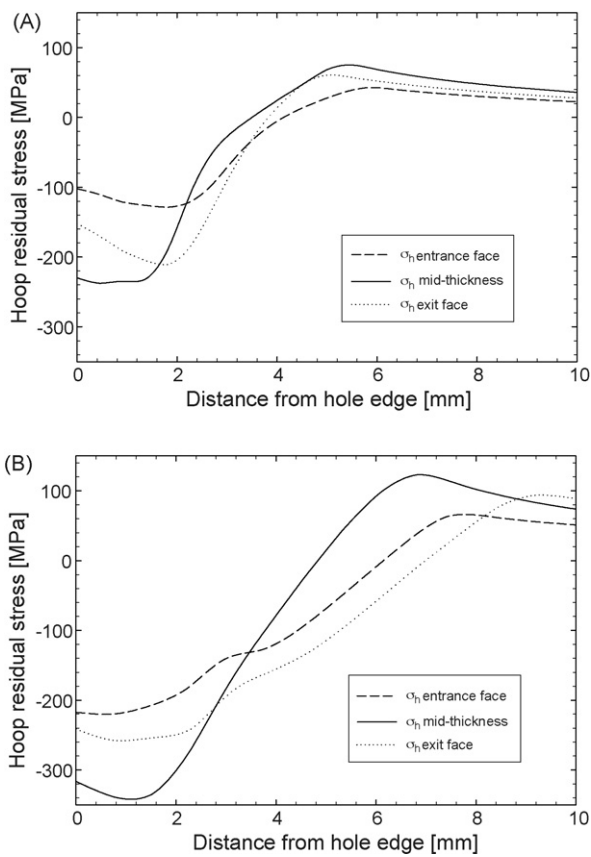 (A)
Hoop residual stress [MPa]
100
0
-100
-200
-300
σh entrance face
σh mid-thickness
σh exit face
0 2 4 6 8 10
Distance from hole edge [mm]
(B)
Hoop residual stress [MPa]
100
0
-100
-200
-300
σh entrance face
σh mid-thickness
σh exit face
0 2 4 6 8 10
Distance from hole edge [mm]